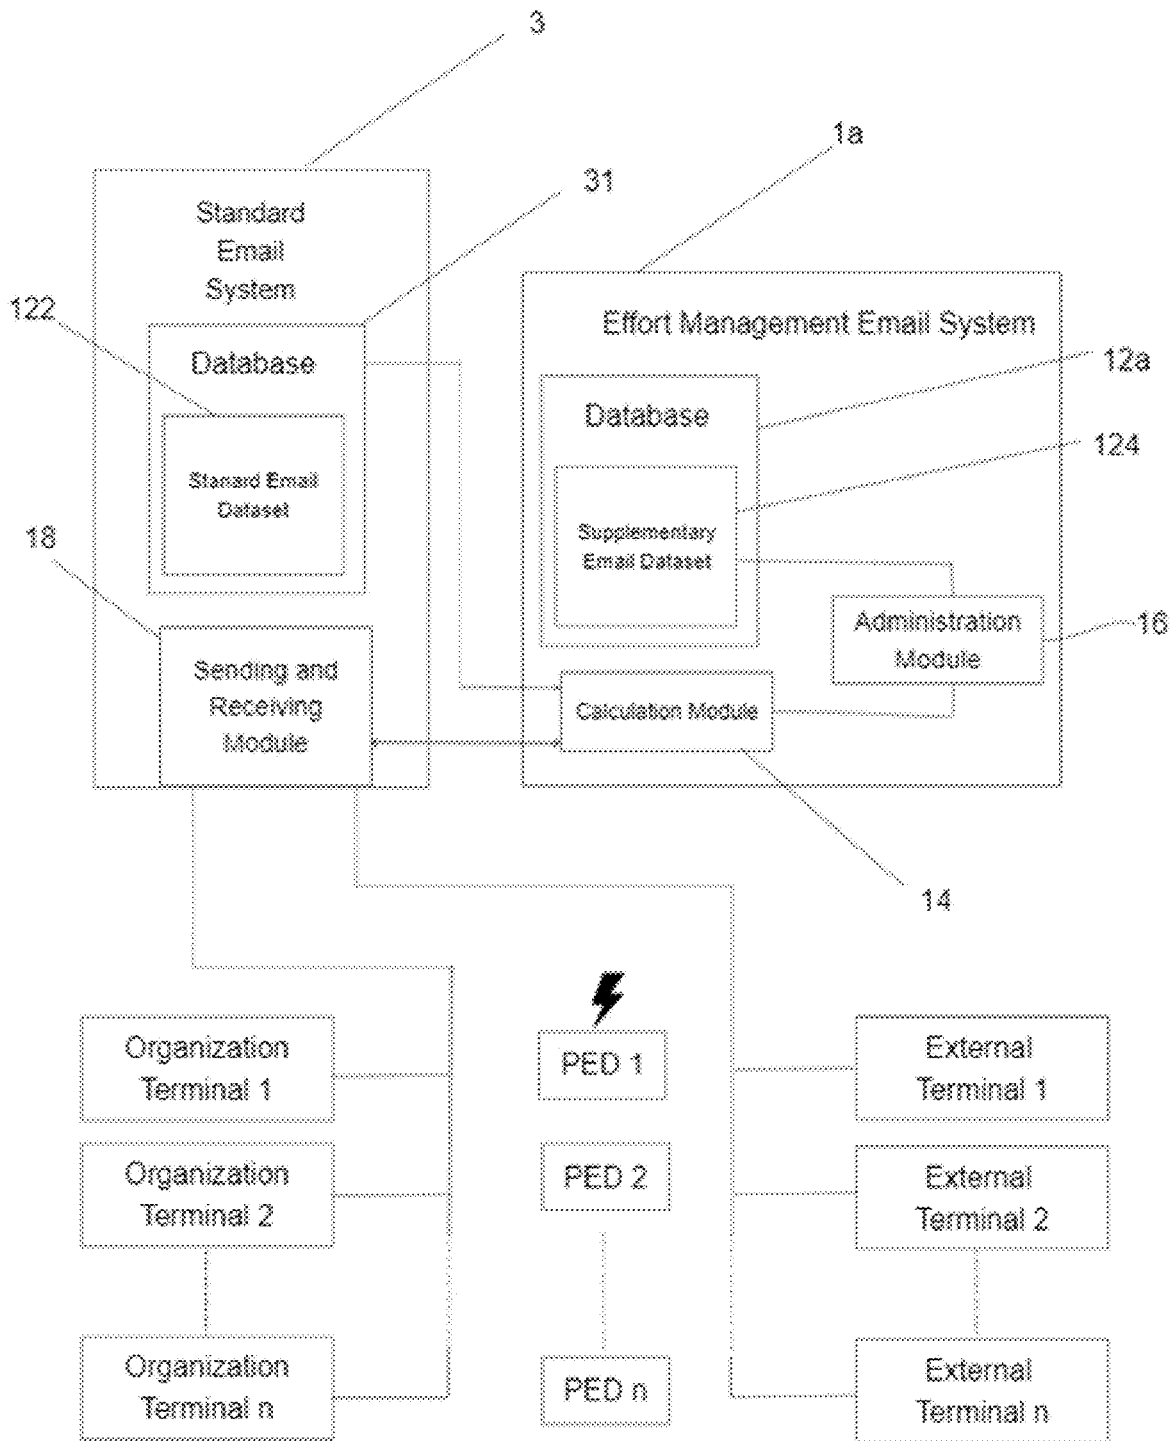 3
1a
31
Standard
Email
System
122
Effort Management Email System
Database
12a
Database
124
Stanard Email
Dataset
Supplementary
Email Dataset
18
Administration
Module
16
Sending and
Receiving
Module
Calculation Module
14
Organization
Terminal 1
PED 1
External
Terminal 1
Organization
Terminal 2
PED 2
External
Terminal 2
Organization
Terminal n
PED n
External
Terminal n